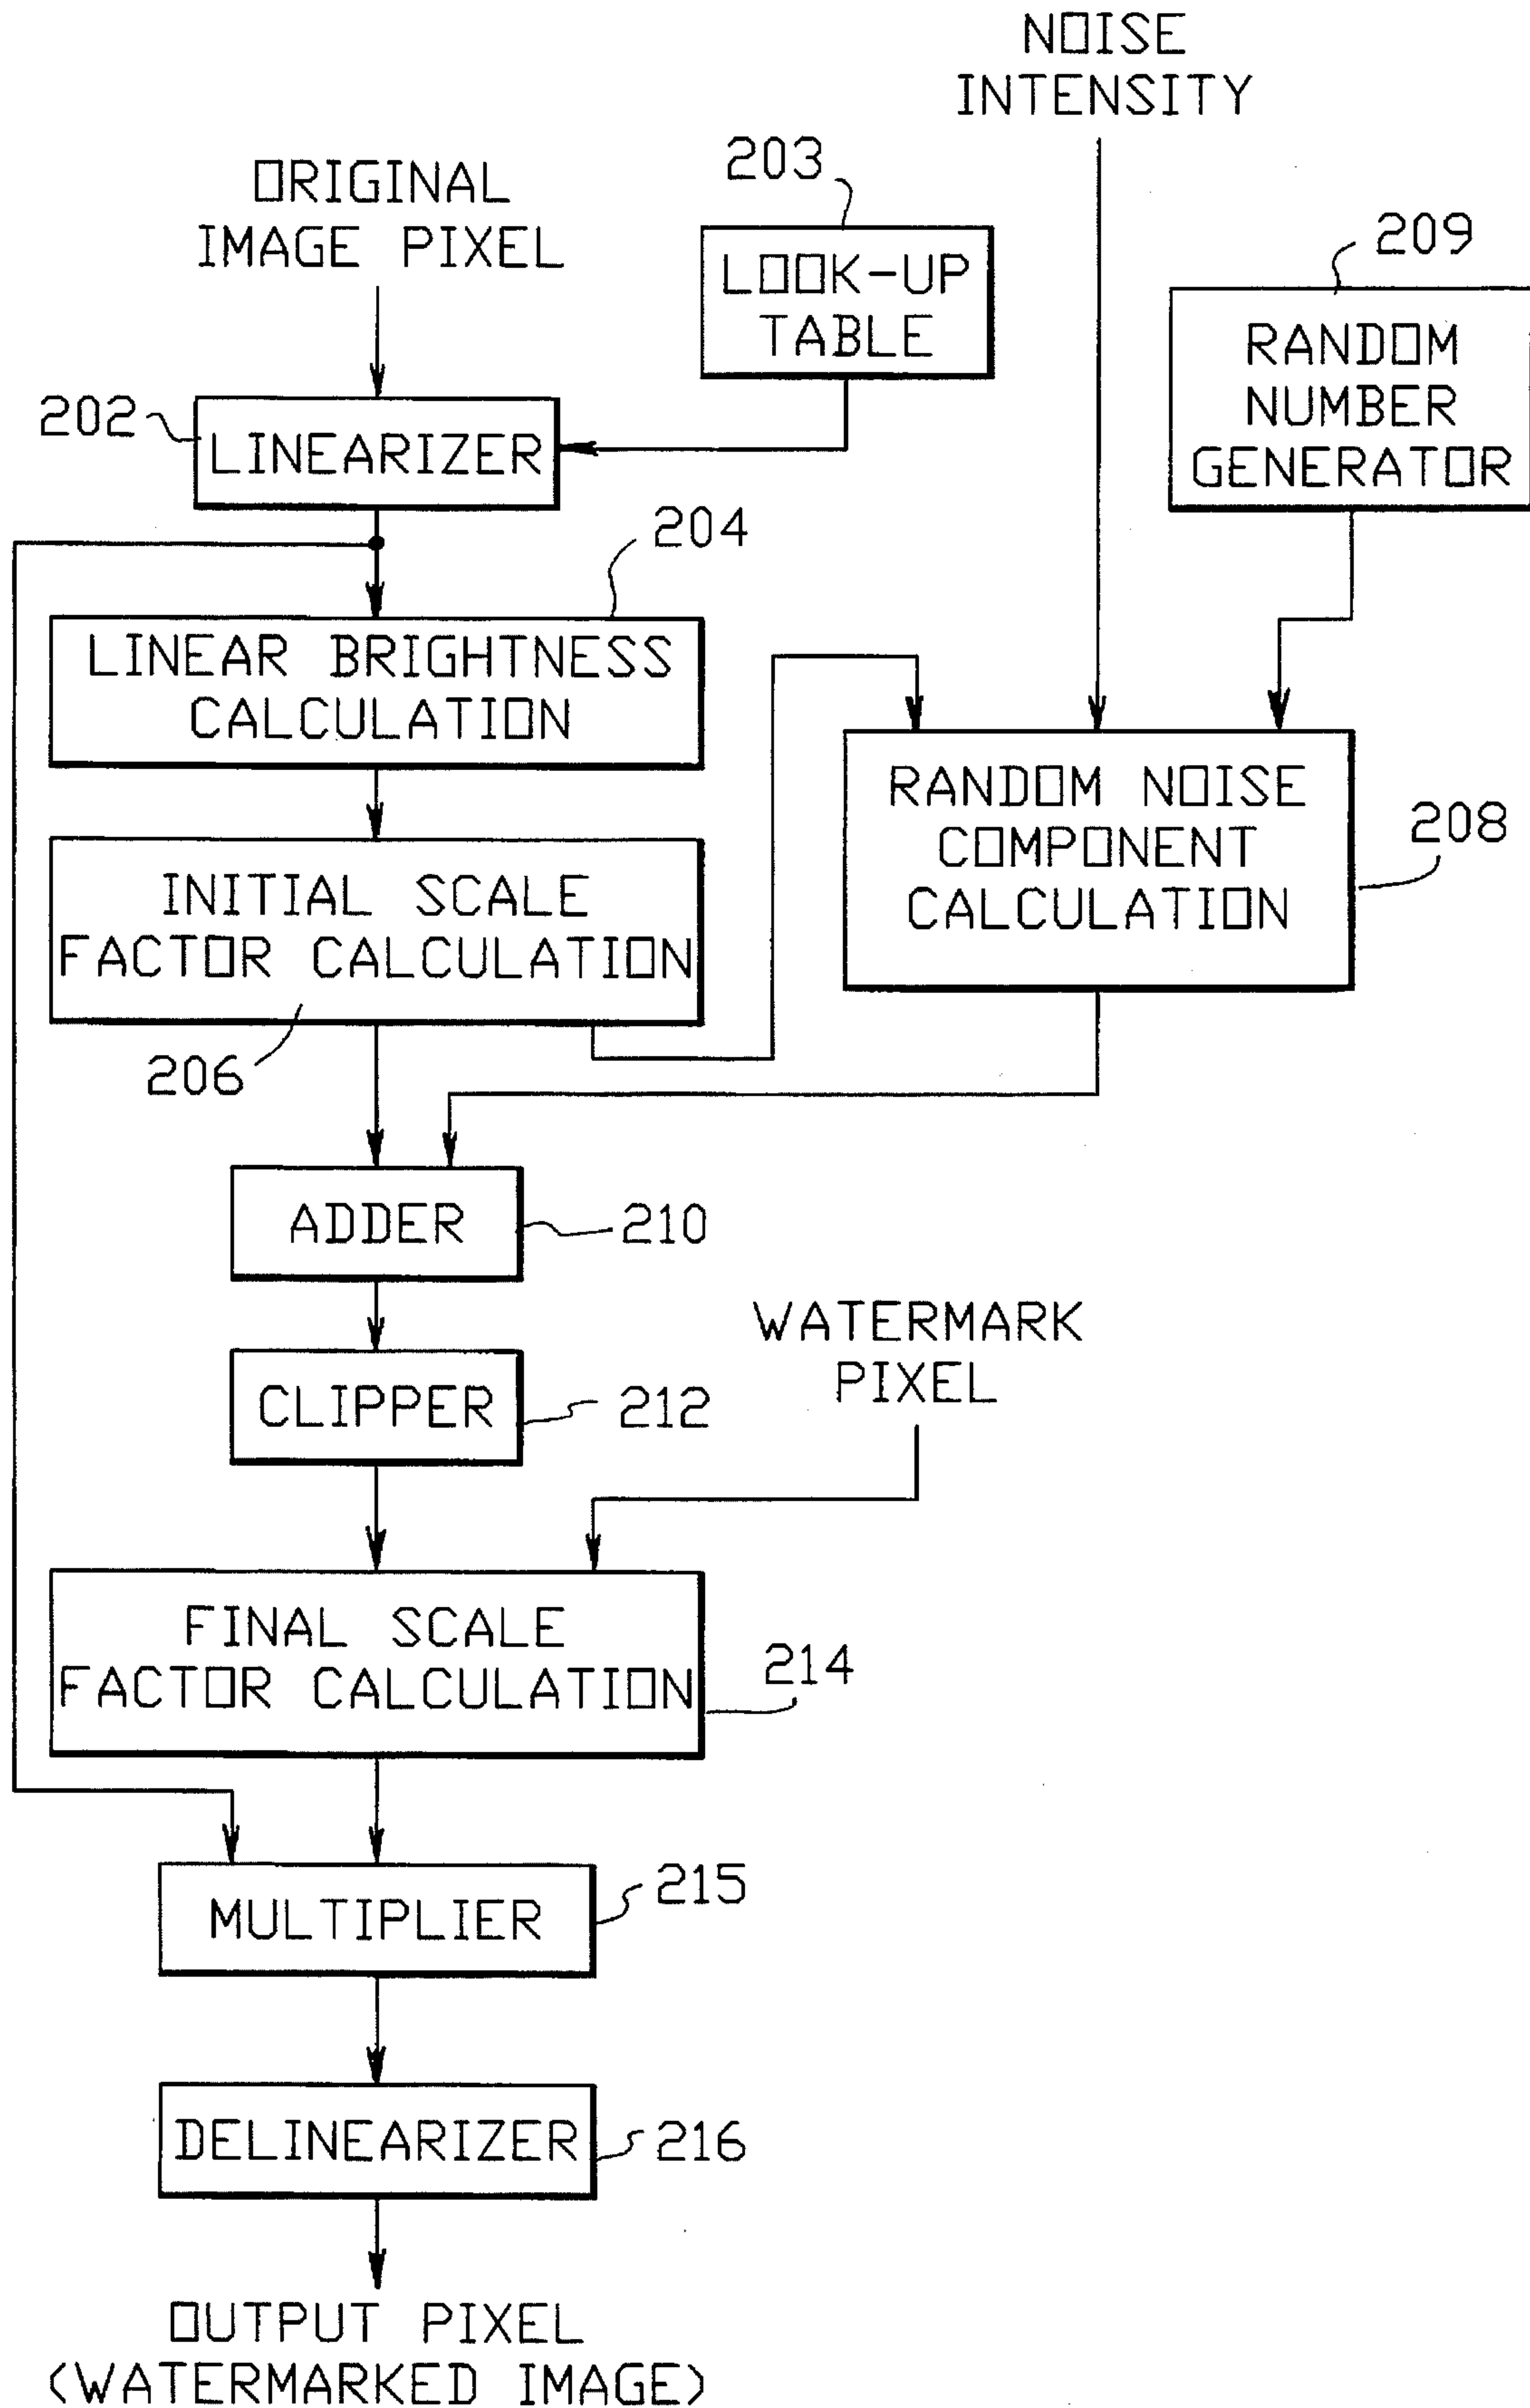 NOISE
INTENSITY
203
ORIGINAL
IMAGE PIXEL
209
LOOK-UP
TABLE
RANDOM
NUMBER
GENERATOR
202
LINEARIZER
204
LINEAR BRIGHTNESS
CALCULATION
RANDOM NOISE
COMPONENT
CALCULATION
208
INITIAL SCALE
FACTOR CALCULATION
206
ADDER
210
WATERMARK
PIXEL
CLIPPER
212
FINAL SCALE
FACTOR CALCULATION
214
MULTIPLIER
215
DELINEARIZER
216
OUTPUT PIXEL
(WATERMARKED IMAGE)